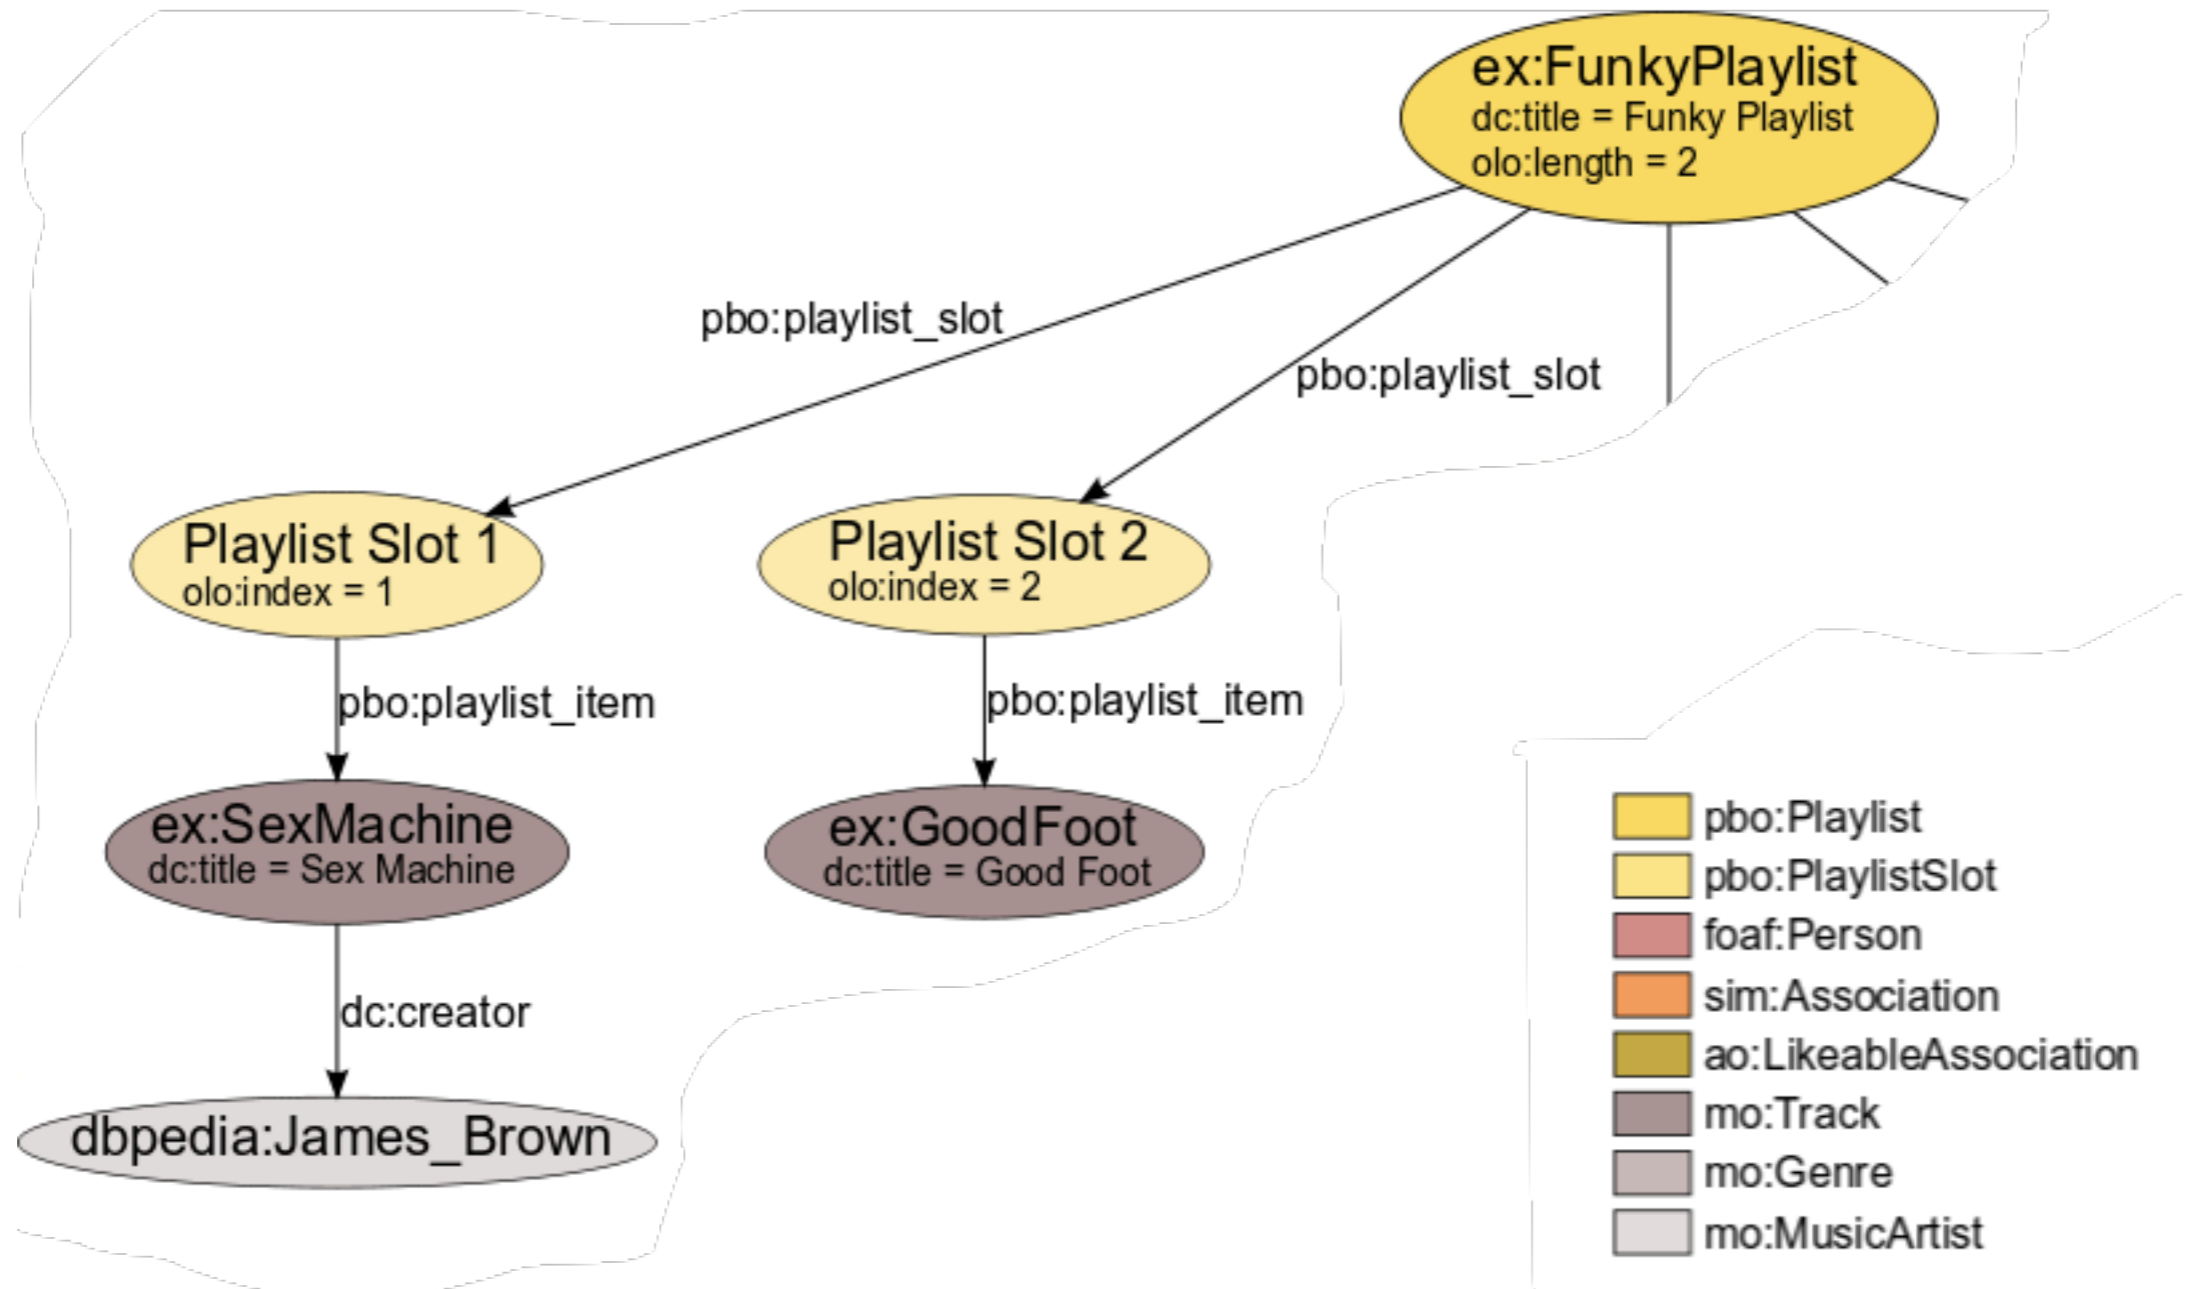 ex:FunkyPlaylist
dc:title = Funky Playlist
olo:length = 2
pbo:playlist_slot
pbo:playlist_slot
Playlist Slot 1
olo:index = 1
Playlist Slot 2
olo:index = 2
pbo:playlist_item
pbo:playlist_item
ex:SexMachine
dc:title = Sex Machine
ex:GoodFoot
dc:title = Good Foot
dc:creator
dbpedia:James_Brown
pbo:Playlist
pbo:PlaylistSlot
foaf:Person
sim:Association
ao:LikeableAssociation
mo:Track
mo:Genre
mo:MusicArtist